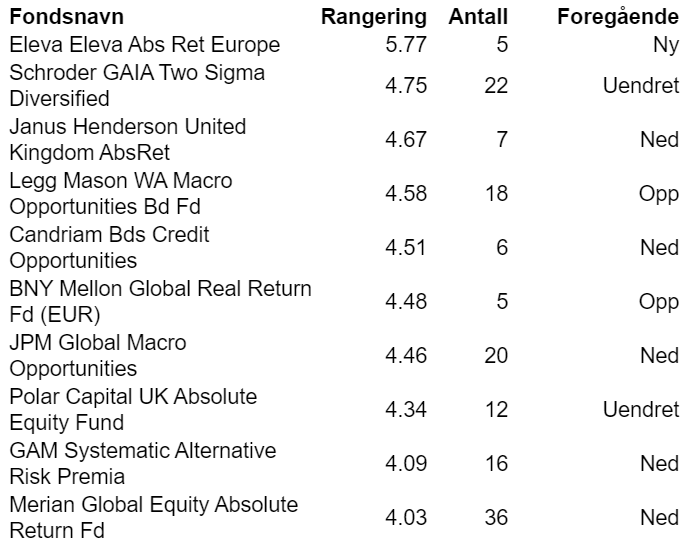 Fondsnavn Rangering Antall Foregående
Eleva Eleva Abs Ret Europe 5.77 5 Ny
Schroder GAIA Two Sigma
Diversified 4.75 22 Uendret
Janus Henderson United
Kingdom AbsRet 4.67 7 Ned
Legg Mason WA Macro
Opportunities Bd Fd 4.58 18 Opp
Candriam Bds Credit
Opportunities 4.51 6 Ned
BNY Mellon Global Real Return
Fd (EUR) 4.48 5 Opp
JPM Global Macro
Opportunities 4.46 20 Ned
Polar Capital UK Absolute
Equity Fund 4.34 12 Uendret
GAM Systematic Alternative
Risk Premia 4.09 16 Ned
Merian Global Equity Absolute
Return Fd 4.03 36 Ned